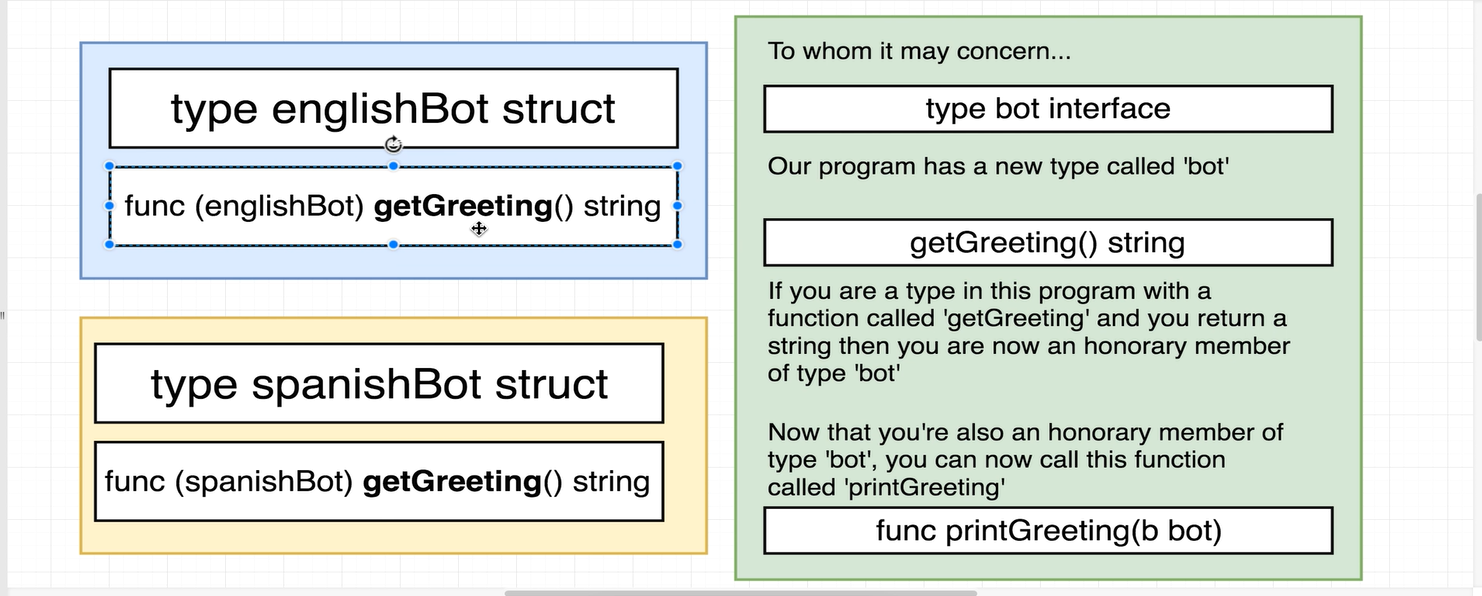 type englishBot struct
func (englishBot) getGreeting() string
type spanishBot struct
func (spanishBot) getGreeting() string
To whom it may concern...
type bot interface
Our program has a new type called 'bot'
getGreeting() string
If you are a type in this program with a
function called 'getGreeting' and you return a
string then you are now an honorary member
of type 'bot'
Now that you're also an honorary member of
type 'bot', you can now call this function
called 'printGreeting'
func printGreeting(b bot)